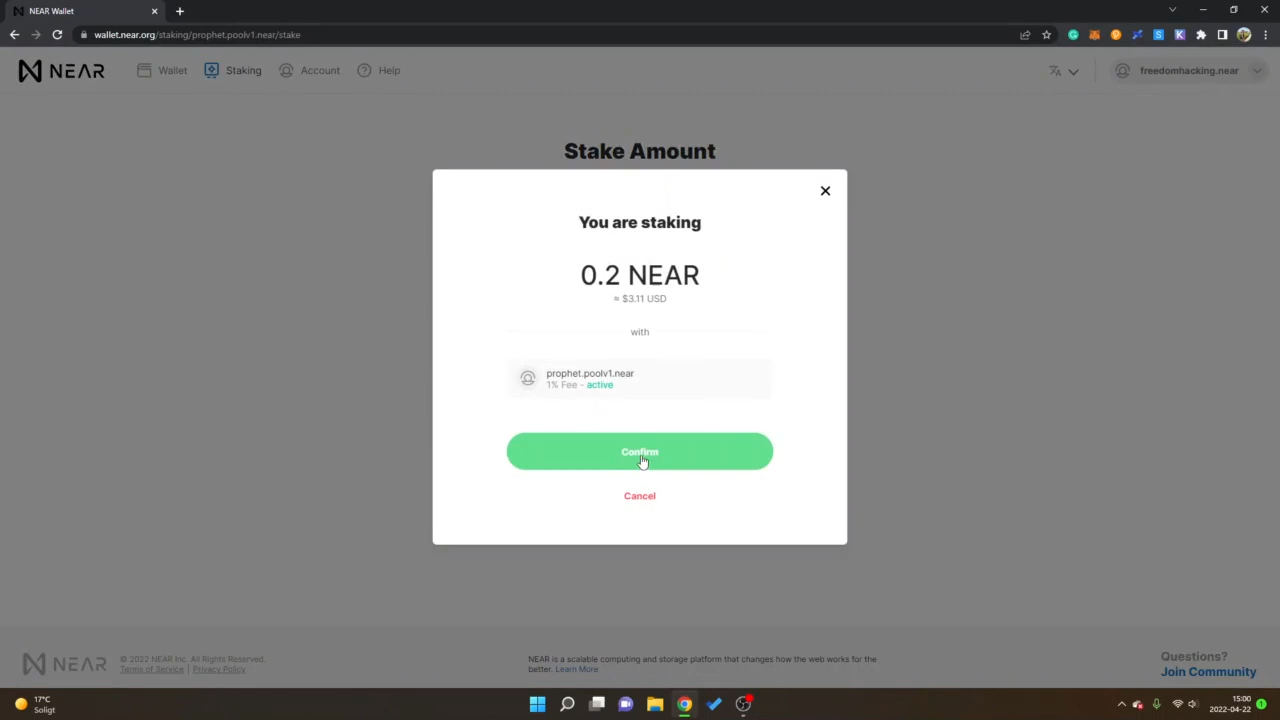 NEAR Wallet
wallet.near.org/staking/prophet.poolv1.near/stake
NEAR
Wallet
Staking
Account
Help
freedomhacking.near
Stake Amount
You are staking
0.2 NEAR
≈ $3.11 USD
with
prophet.poolv1.near
1% Fee - active
Confirm
Cancel
NEAR
© 2022 NEAR Inc. All Rights Reserved.
Terms of Service | Privacy Policy
NEAR is a scalable computing and storage platform that changes how the web works for the
better. Learn More
Questions?
Join Community
17°C
Soligt
15:00
2022-04-22
1